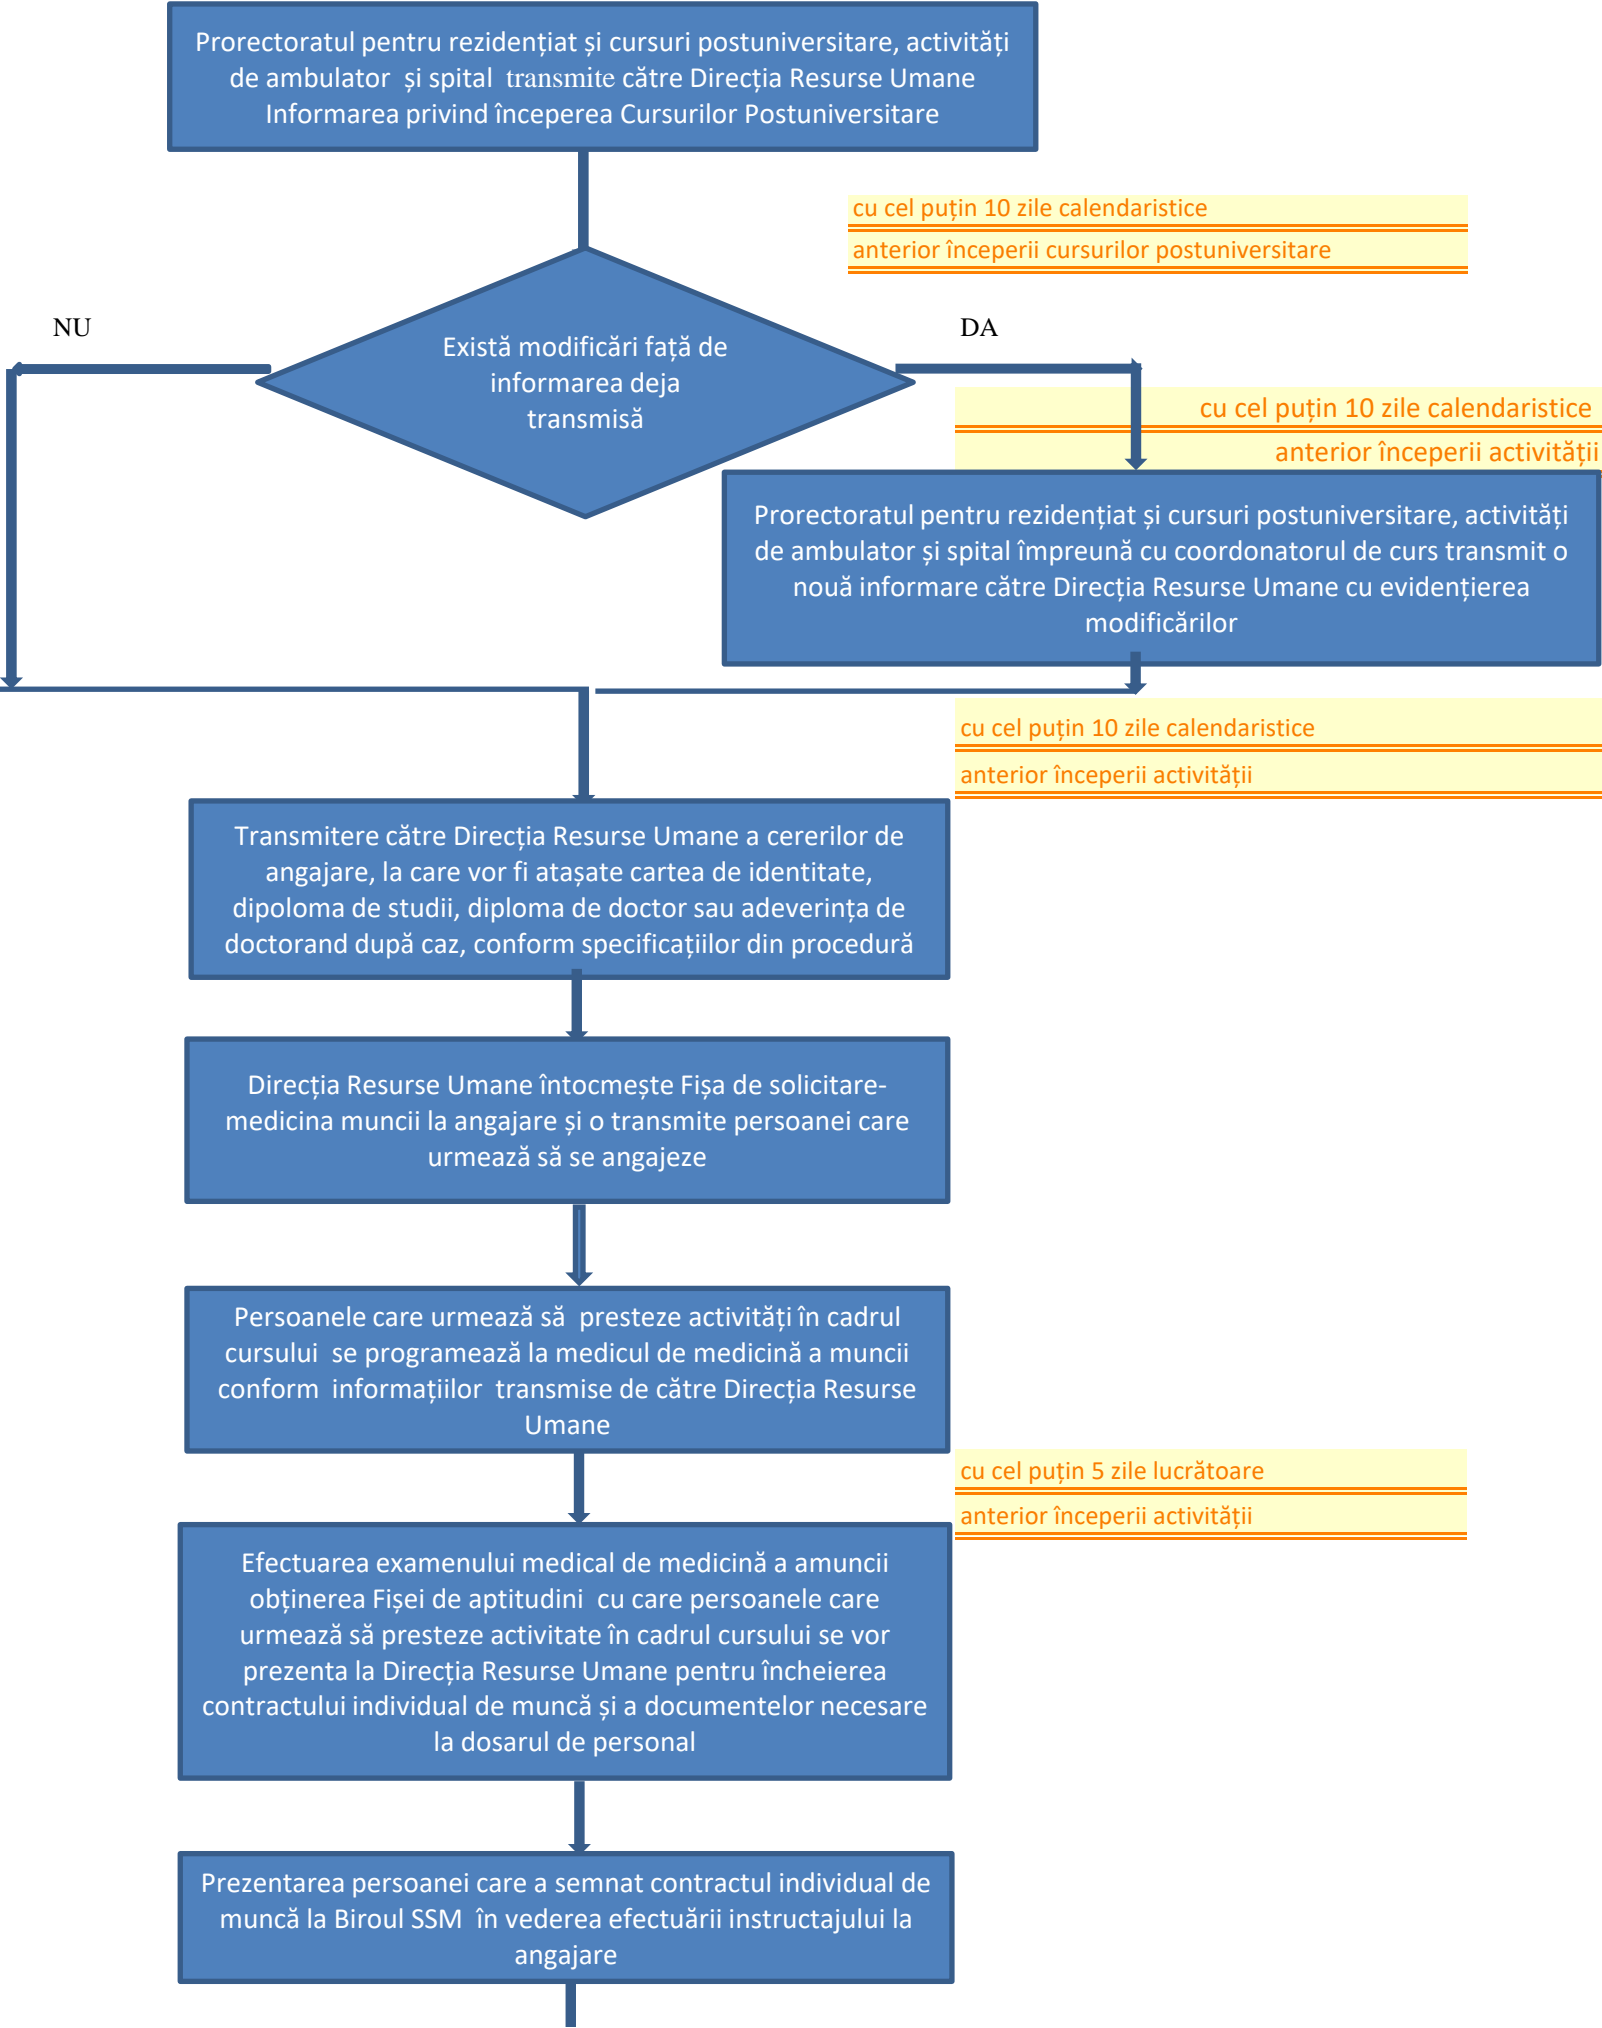 Prorectoratul pentru rezidențiat și cursuri postuniversitare, activități
de ambulator și spital transmite către Direcția Resurse Umane
Informarea privind începerea Cursurilor Postuniversitare
cu cel puțin 10 zile calendaristice
anterior începerii cursurilor postuniversitare
NU
DA
Există modificări față de
informarea deja
transmisă
cu cel puțin 10 zile calendaristice
anterior începerii activității
Prorectoratul pentru rezidențiat și cursuri postuniversitare, activități
de ambulator și spital împreună cu coordonatorul de curs transmit o
nouă informare către Direcția Resurse Umane cu evidențierea
modificărilor
cu cel puțin 10 zile calendaristice
anterior începerii activității
Transmitere către Direcția Resurse Umane a cererilor de
angajare, la care vor fi atașate cartea de identitate,
dipoloma de studii, diploma de doctor sau adeverința de
doctorand după caz, conform specificațiilor din procedură
Direcția Resurse Umane întocmește Fișa de solicitare-
medicina muncii la angajare și o transmite persoanei care
urmează să se angajeze
Persoanele care urmează să presteze activități în cadrul
cursului se programează la medicul de medicină a muncii
conform informațiilor transmise de către Direcția Resurse
Umane
cu cel puțin 5 zile lucrătoare
anterior începerii activității
Efectuarea examenului medical de medicină a amuncii
obținerea Fișei de aptitudini cu care persoanele care
urmează să presteze activitate în cadrul cursului se vor
prezenta la Direcția Resurse Umane pentru încheierea
contractului individual de muncă și a documentelor necesare
la dosarul de personal
Prezentarea persoanei care a semnat contractul individual de
muncă la Biroul SSM în vederea efectuării instructajului la
angajare